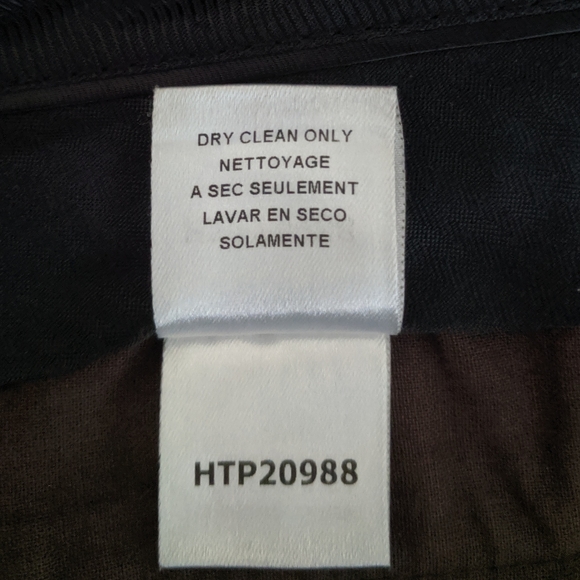 DRY CLEAN ONLY
NETTOYAGE
A SEC SEULEMENT
LAVAR EN SECO
SOLAMENTE
HTP20988